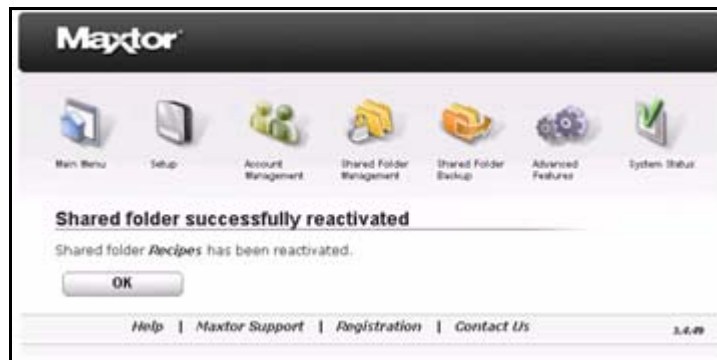 Maxtor
Main Menu
Setup
Account Management
Shared Folder Management
Shared Folder Backup
Advanced Features
System Status
Shared folder successfully reactivated
Shared folder Recipes has been reactivated.
OK
Help | Maxtor Support | Registration | Contact Us